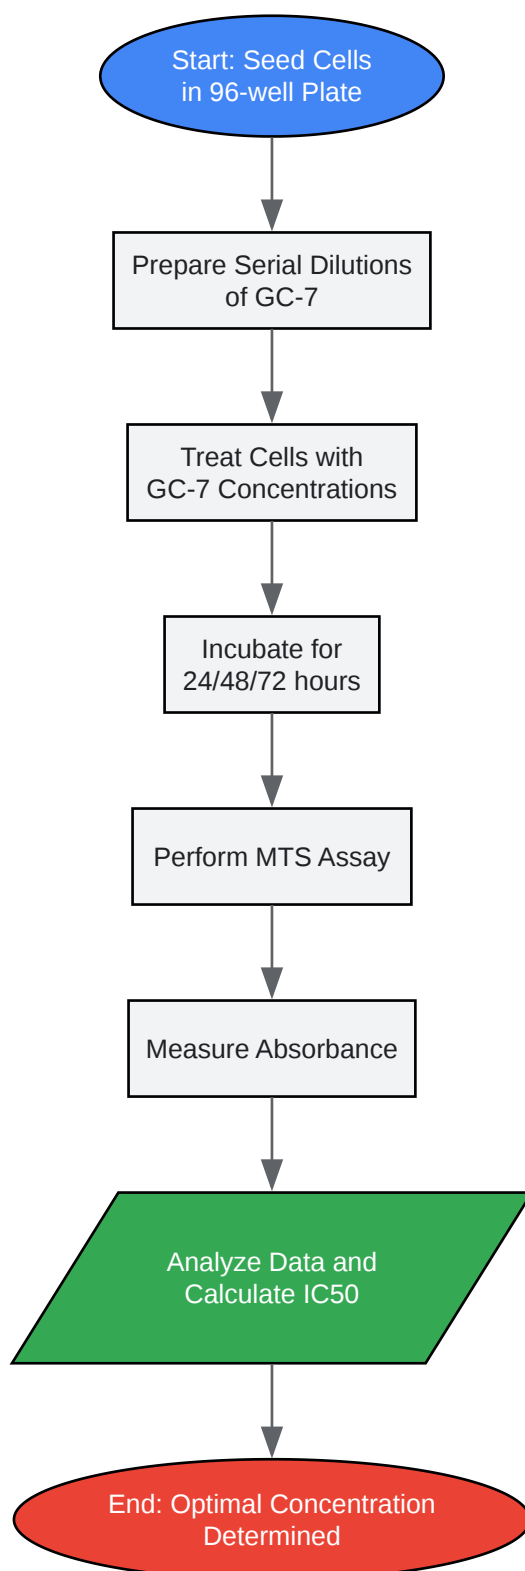 Start: Seed Cells
in 96-well Plate
Prepare Serial Dilutions
of GC-7
Treat Cells with
GC-7 Concentrations
Incubate for
24/48/72 hours
Perform MTS Assay
Measure Absorbance
Analyze Data and
Calculate IC50
End: Optimal Concentration
Determined